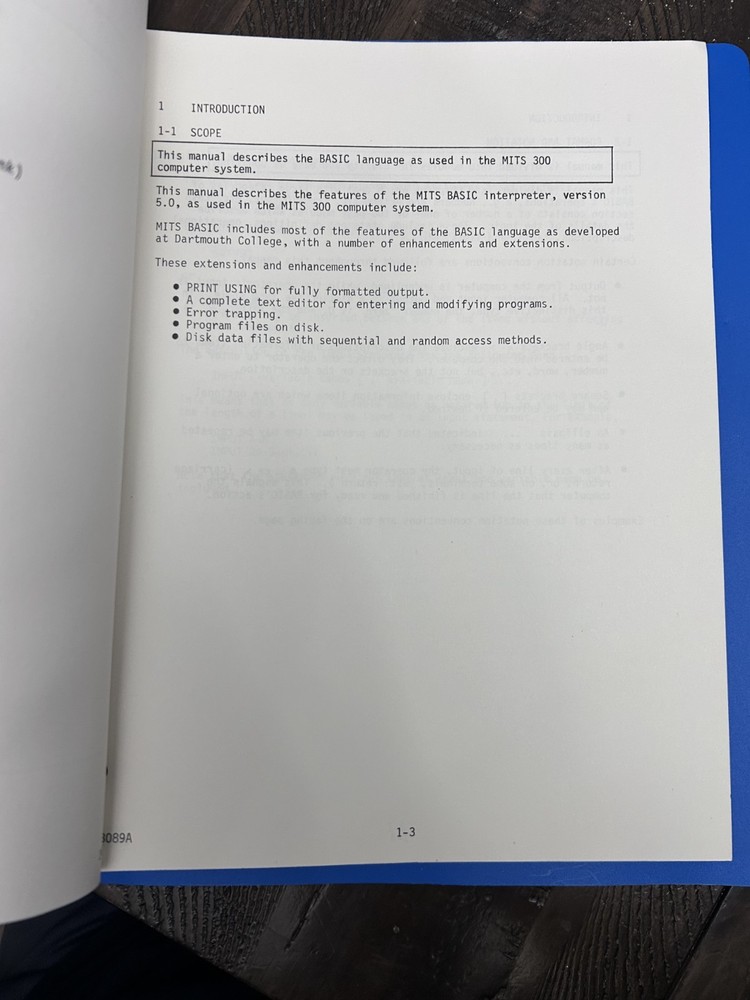 1 INTRODUCTION
1-1 SCOPE
This manual describes the BASIC language as used in the MITS 300
computer system.
This manual describes the features of the MITS BASIC interpreter, version
5.0, as used in the MITS 300 computer system.
MITS BASIC includes most of the features of the BASIC language as developed
at Dartmouth College, with a number of enhancements and extensions.
These extensions and enhancements include:
● PRINT USING for fully formatted output.
● A complete text editor for entering and modifying programs.
● Error trapping.
● Program files on disk.
● Disk data files with sequential and random access methods.
089A
1-3